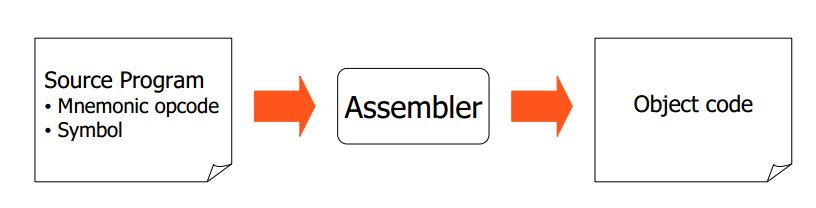 Source Program
• Mnemonic opcode
• Symbol
Assembler
Object code